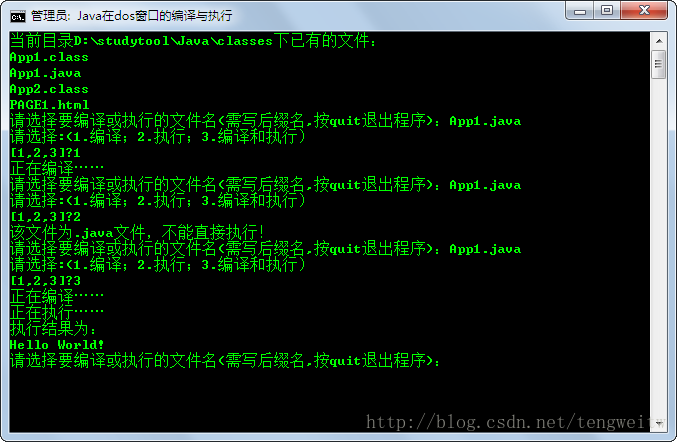 管理员: Java在dos窗口的编译与执行
当前目录D:\studytool\Java\classes下已有的文件：
App1.class
App1.java
App2.class
PAGE1.html
请选择要编译或执行的文件名(需写后缀名,按quit退出程序)：App1.java
请选择:(1.编译；2.执行；3.编译和执行)
[1,2,3]?1
正在编译……
请选择要编译或执行的文件名(需写后缀名,按quit退出程序)：App1.java
请选择:(1.编译；2.执行；3.编译和执行)
[1,2,3]?2
该文件为.java文件，不能直接执行！
请选择要编译或执行的文件名(需写后缀名,按quit退出程序)：App1.java
请选择:(1.编译；2.执行；3.编译和执行)
[1,2,3]?3
正在编译……
正在执行……
执行结果为：
Hello World!
请选择要编译或执行的文件名(需写后缀名,按quit退出程序)：